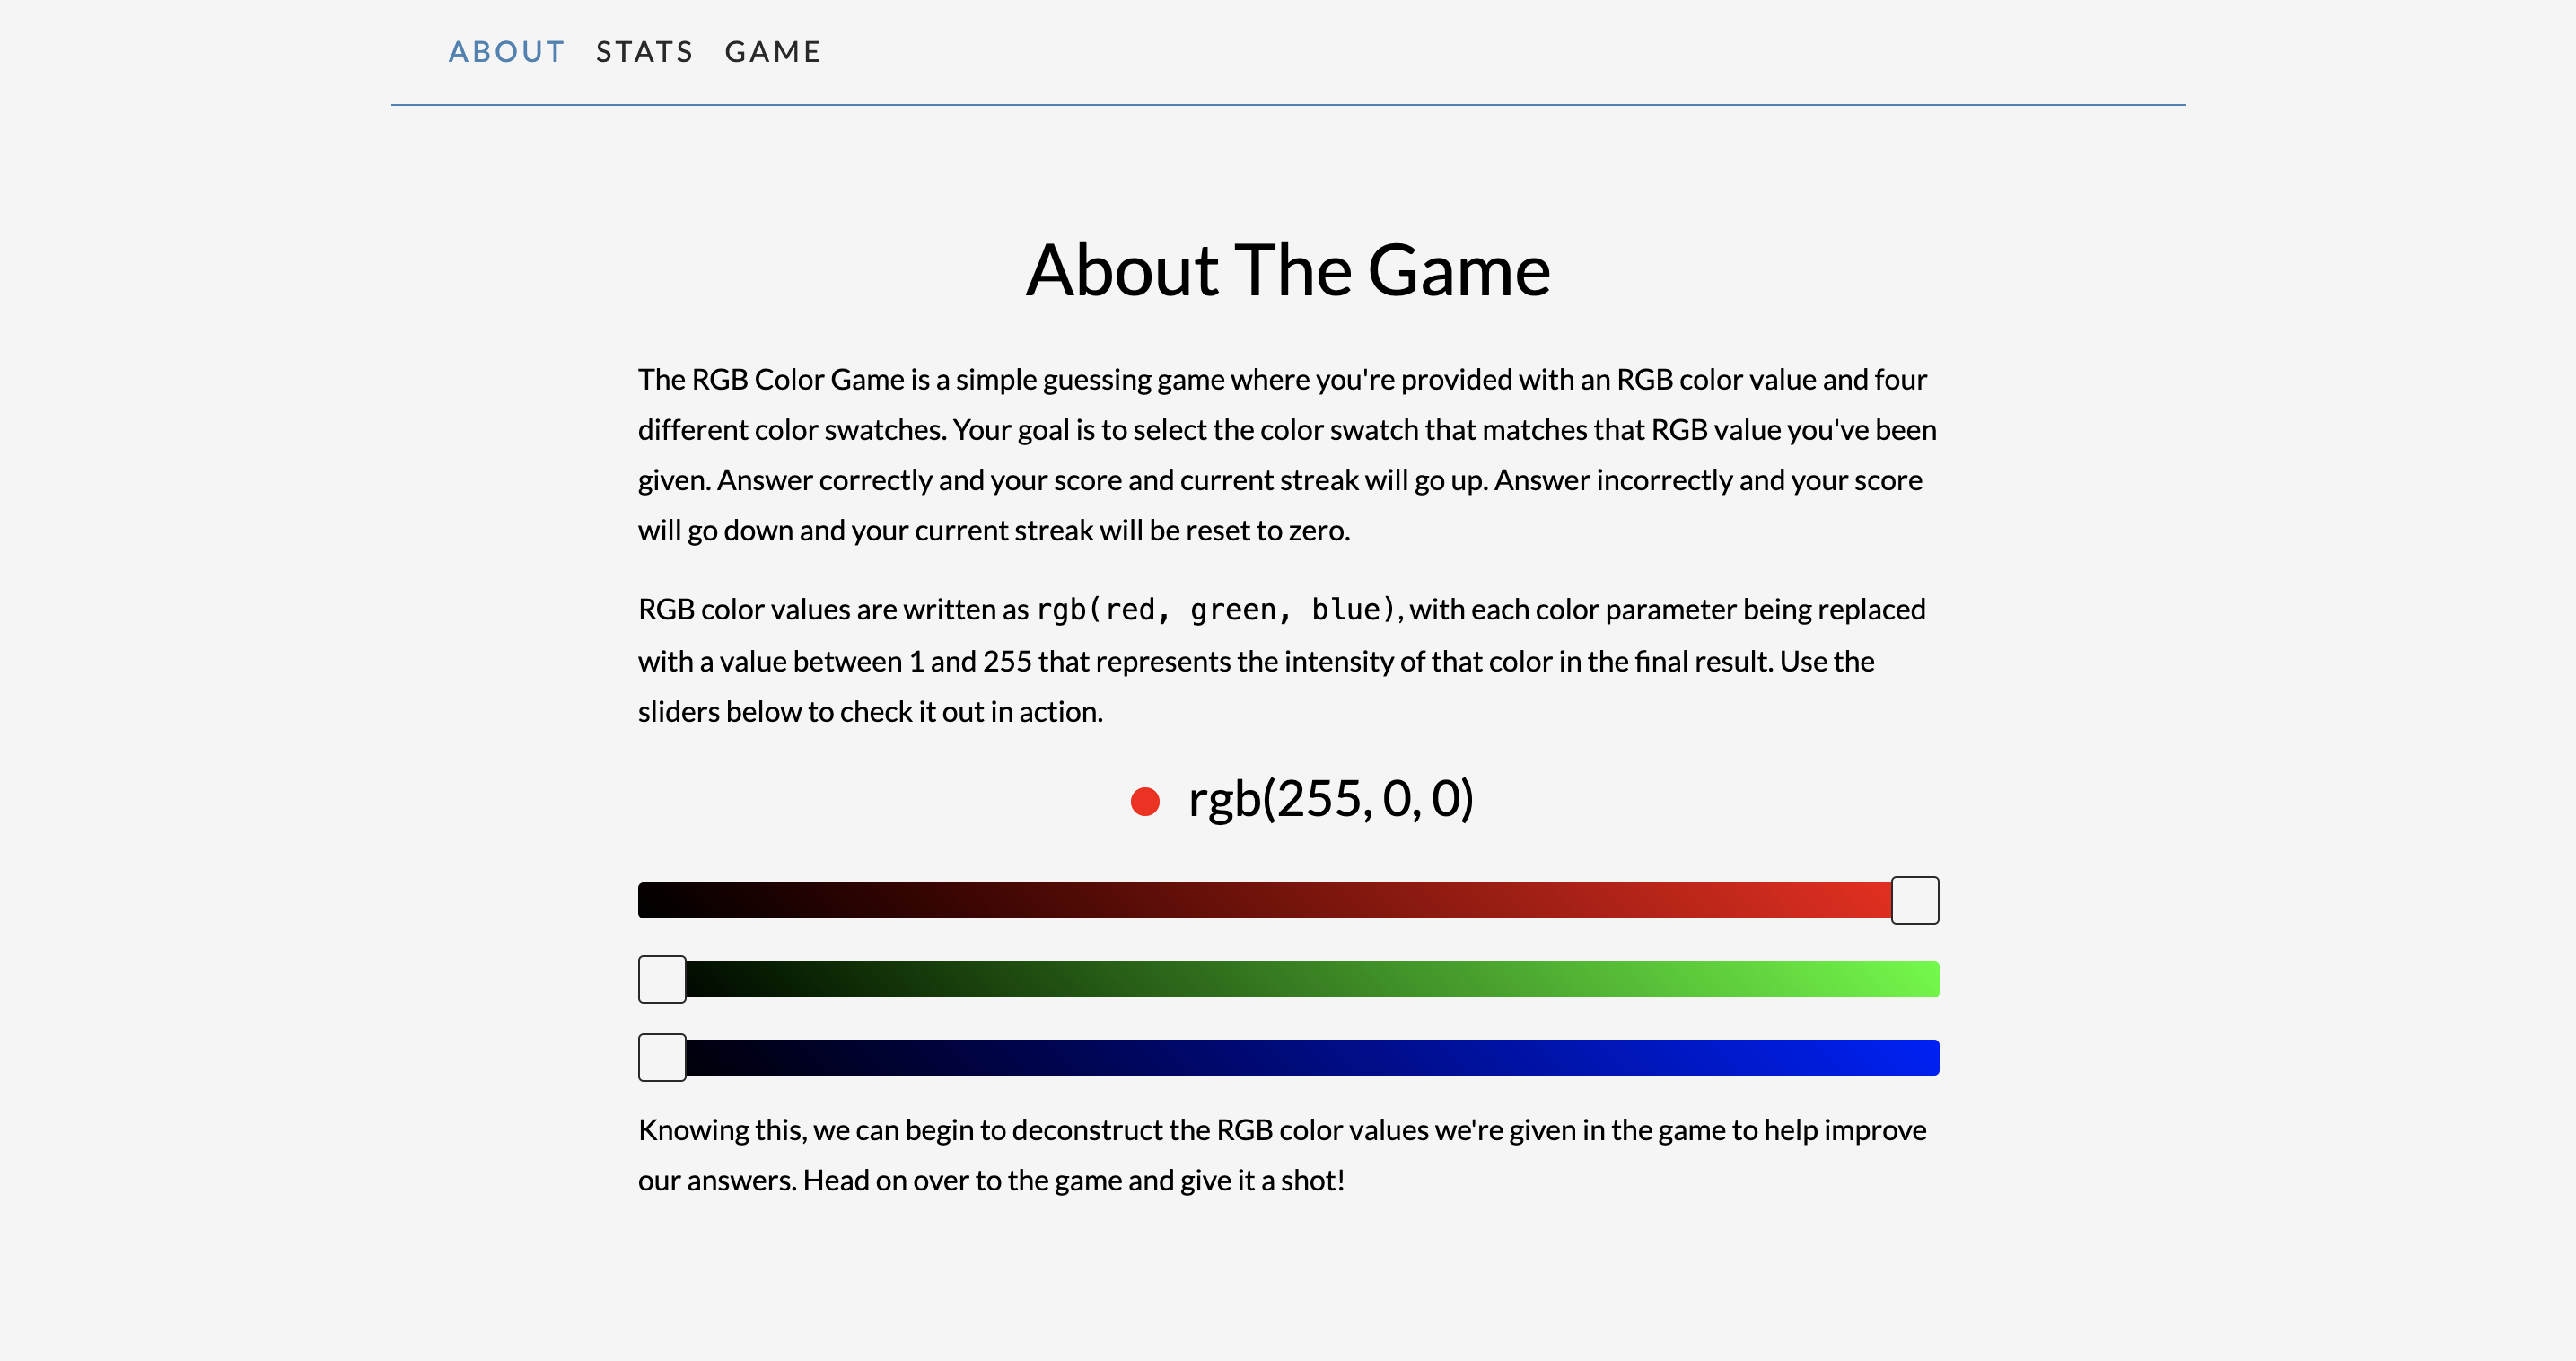 ABOUT STATS GAME
About The Game
The RGB Color Game is a simple guessing game where you're provided with an RGB color value and four
different color swatches. Your goal is to select the color swatch that matches that RGB value you've been
given. Answer correctly and your score and current streak will go up. Answer incorrectly and your score
will go down and your current streak will be reset to zero.
RGB color values are written as rgb(red, green, blue), with each color parameter being replaced
with a value between 1 and 255 that represents the intensity of that color in the final result. Use the
sliders below to check it out in action.
rgb(255, 0, 0)
Knowing this, we can begin to deconstruct the RGB color values we're given in the game to help improve
our answers. Head on over to the game and give it a shot!